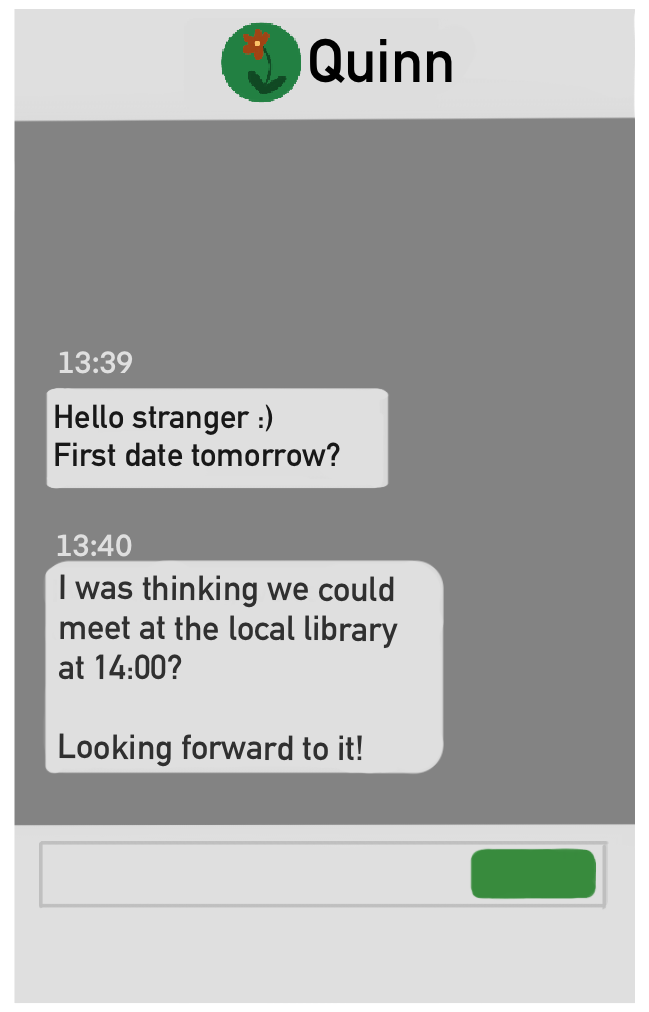 Quinn
13:39
Hello stranger :)
First date tomorrow?
13:40
I was thinking we could
meet at the local library
at 14:00?
Looking forward to it!